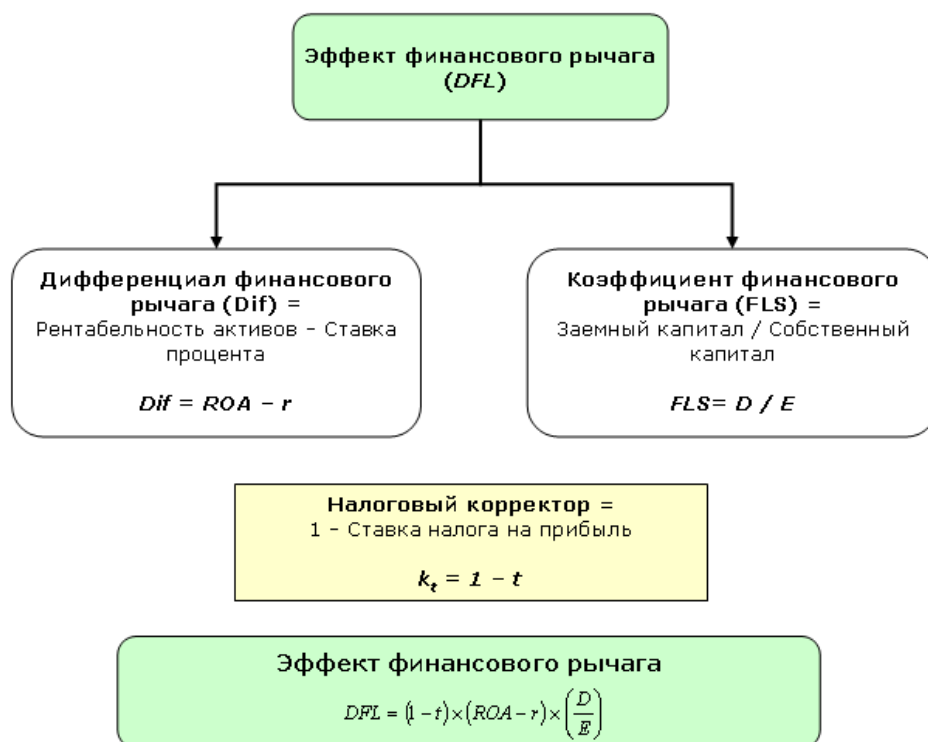 Эффект финансового рычага
(DFL)
Дифференциал финансового
рычага (Dif) =
Рентабельность активов – Ставка
процента
Dif = ROA – r
Коэффициент финансового
рычага (FLS) =
Заемный капитал / Собственный
капитал
FLS= D / E
Налоговый корректор =
1 – Ставка налога на прибыль
kₜ = 1 – t
Эффект финансового рычага
DFL = (1-t)×(ROA-r)×(D/E)